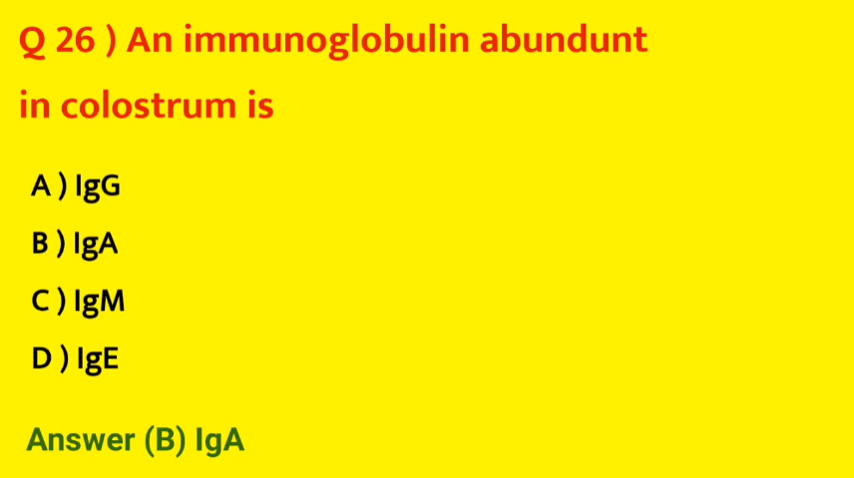 Q 26 ) An immunoglobulin abundunt
in colostrum is
A ) IgG
B ) IgA
C ) IgM
D ) IgE
Answer (B) IgA